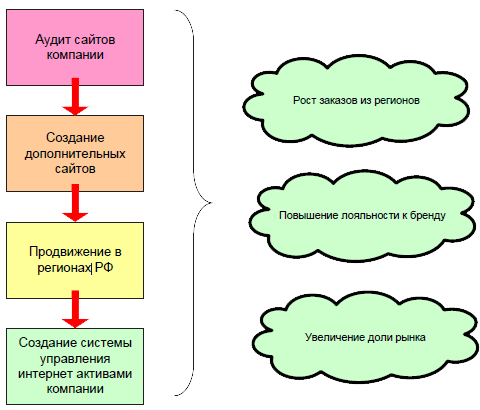 Аудит сайтов
компании
Создание
дополнительных
сайтов
Продвижение в
регионах РФ
Создание системы
управления
интернет активами
компании
Рост заказов из регионов
Повышение лояльности к бренду
Увеличение доли рынка